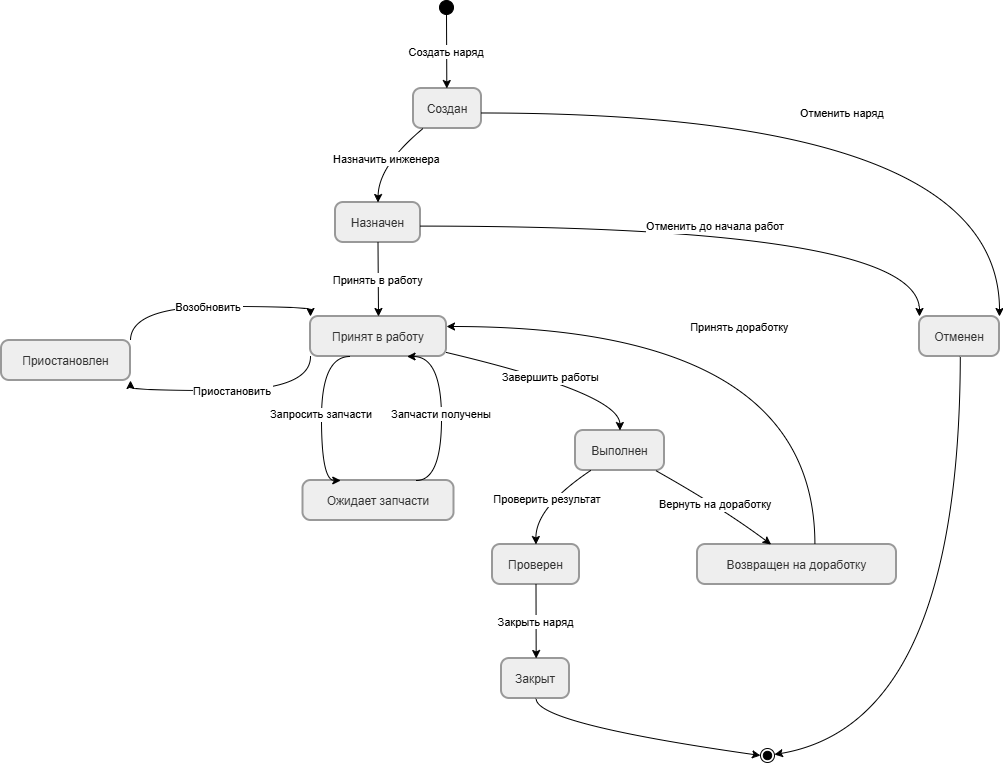 Создать наряд
Создан
Отменить наряд
Назначить инженера
Назначен
Отменить до начала работ
Принять в работу
Возобновить
Принят в работу
Принять доработку
Отменен
Приостановлен
Завершить работы
Приостановить
Запросить запчасти
Запчасти получены
Выполнен
Ожидает запчасти
Проверить результат
Вернуть на доработку
Проверен
Возвращен на доработку
Закрыть наряд
Закрыт